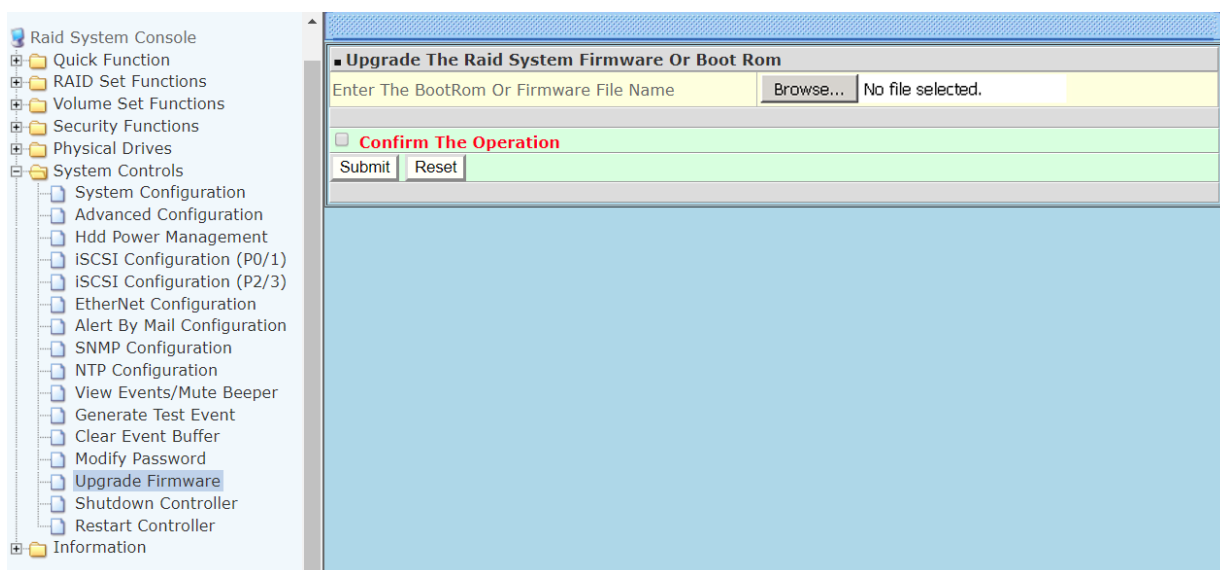 Raid System Console
Quick Function
RAID Set Functions
Volume Set Functions
Security Functions
Physical Drives
System Controls
System Configuration
Advanced Configuration
Hdd Power Management
iSCSI Configuration (P0/1)
iSCSI Configuration (P2/3)
EtherNet Configuration
Alert By Mail Configuration
SNMP Configuration
NTP Configuration
View Events/Mute Beeper
Generate Test Event
Clear Event Buffer
Modify Password
Upgrade Firmware
Shutdown Controller
Restart Controller
Information
Upgrade The Raid System Firmware Or Boot Rom
Enter The BootRom Or Firmware File Name Browse... No file selected.
Confirm The Operation
Submit Reset